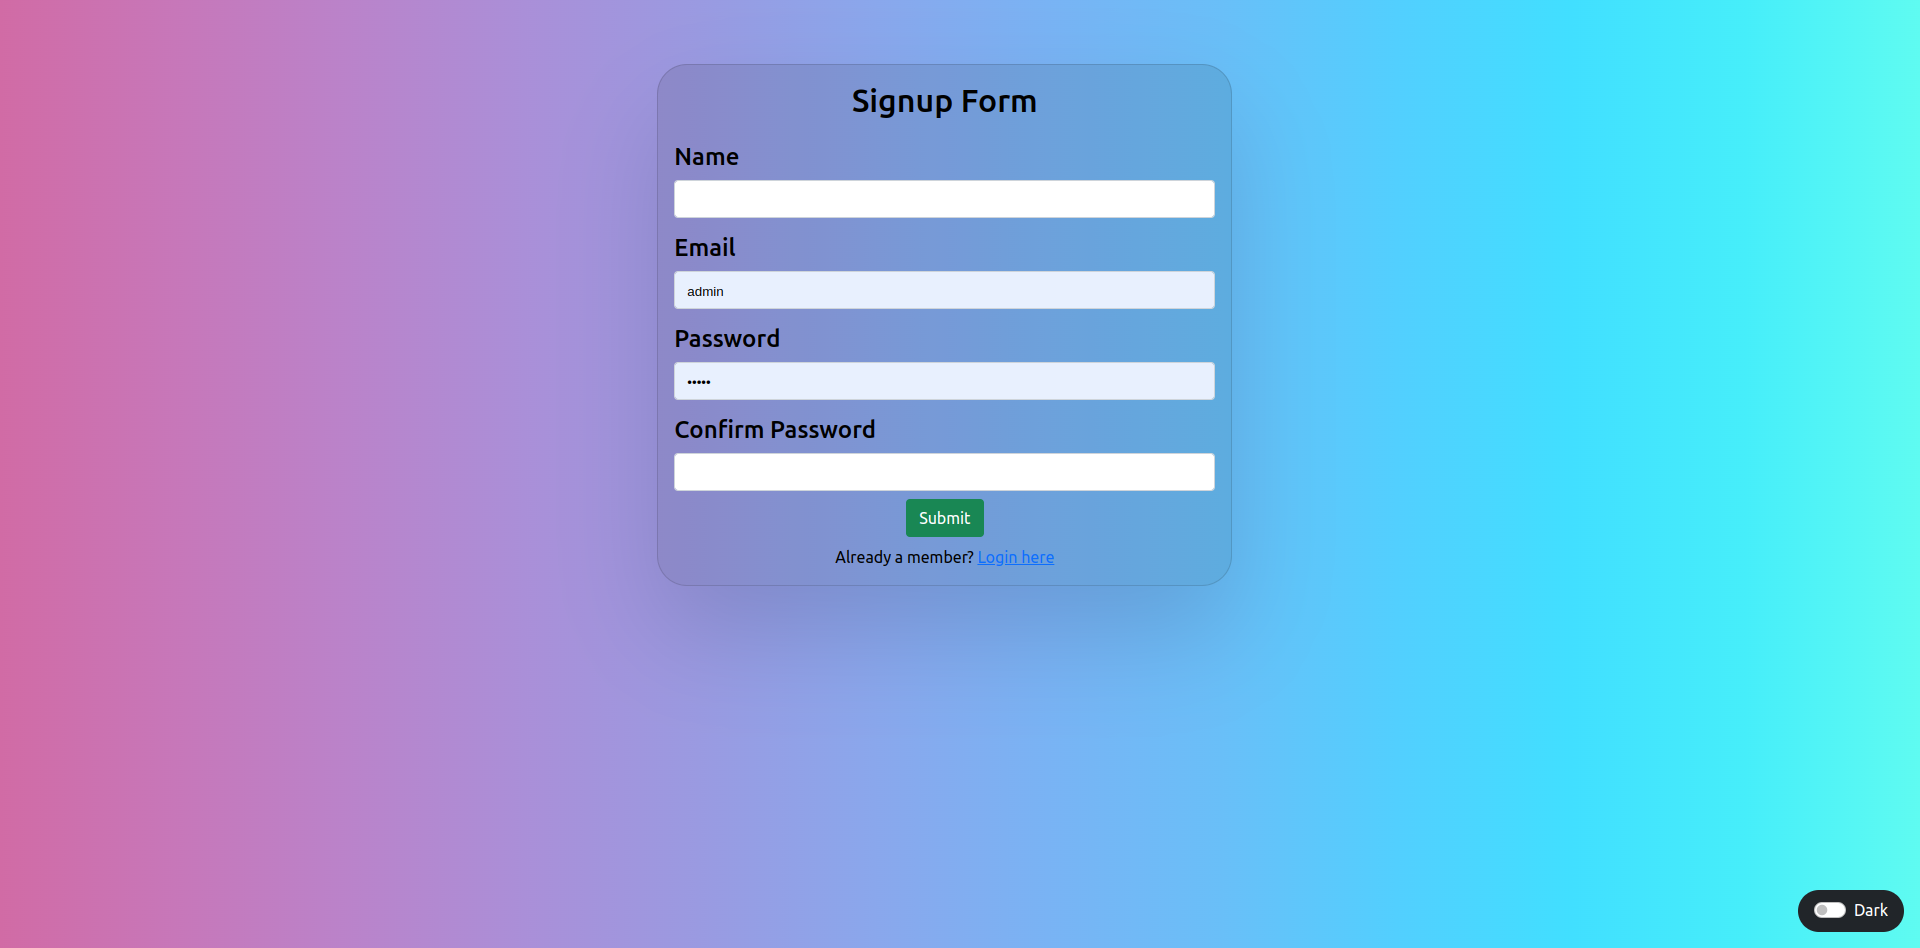 Signup Form
Name
Email
admin
Password
•••••
Confirm Password
Submit
Already a member? Login here
Dark